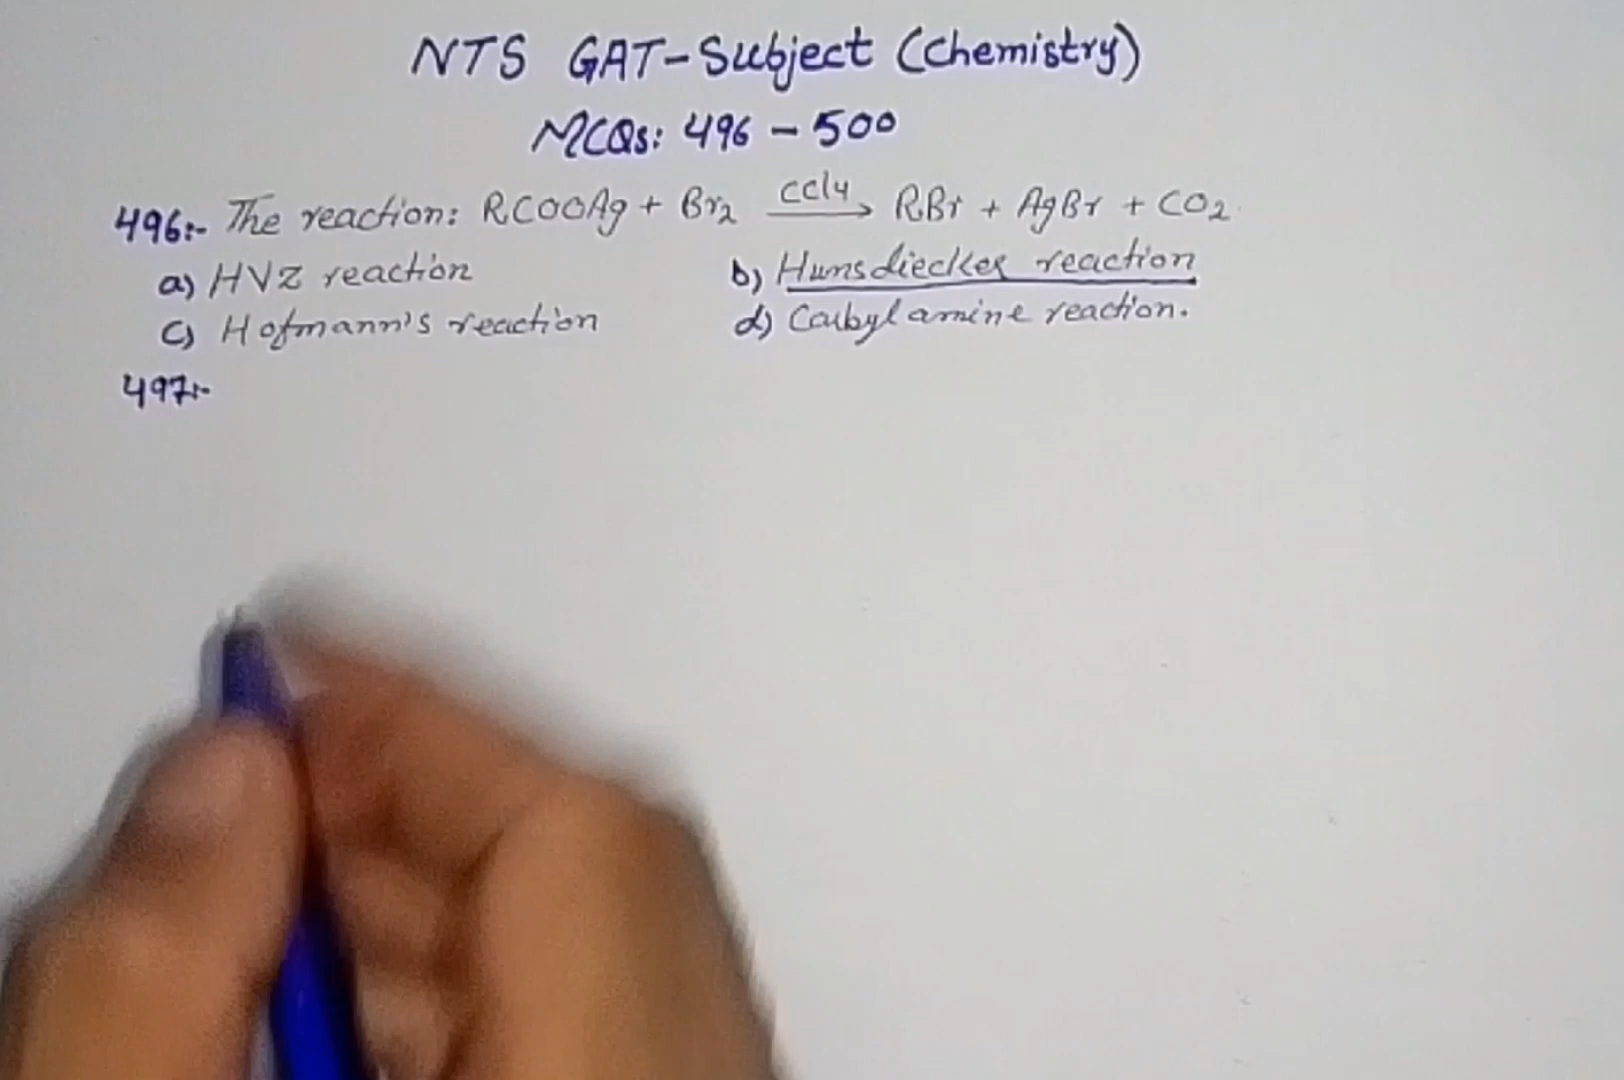 NTS GAT-Subject (Chemistry)
MCQs: 496 - 500
496:- The reaction: RCOOAg + Br2 CCl4 → RBr + AgBr + CO2
a) HVZ reaction b) Hunsdiecker reaction
c) Hofmann's reaction d) Carbylamine reaction.
497:-